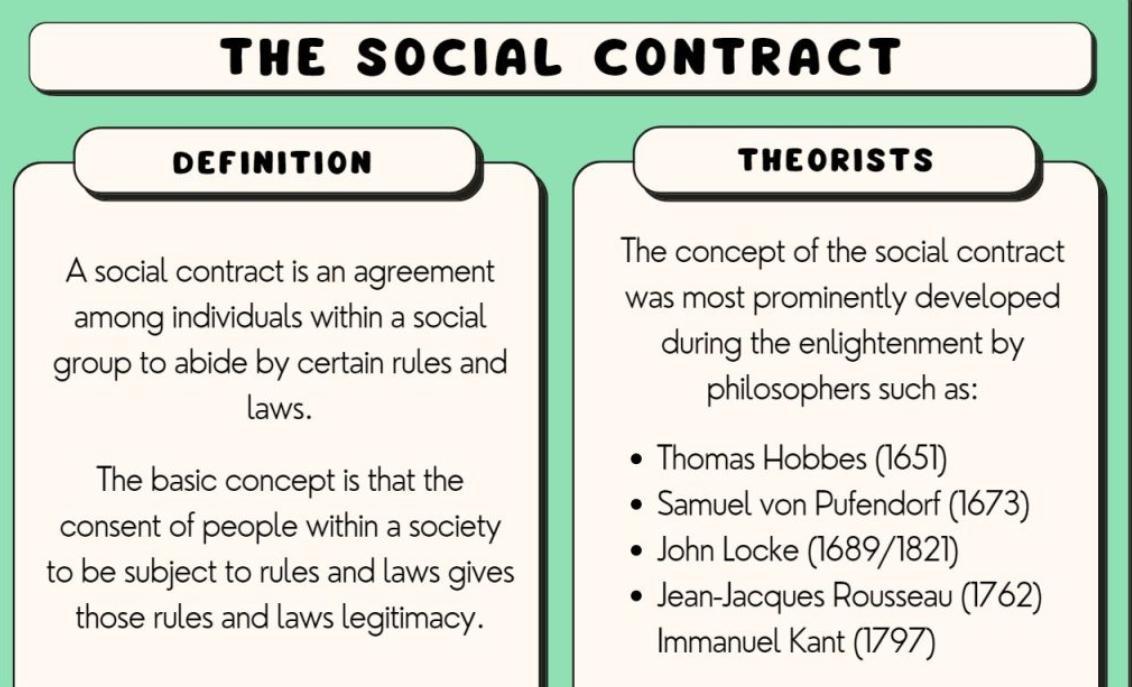 THE SOCIAL CONTRACT
DEFINITION
A social contract is an agreement
among individuals within a social
group to abide by certain rules and
laws.
The basic concept is that the
consent of people within a society
to be subject to rules and laws gives
those rules and laws legitimacy.
THEORISTS
The concept of the social contract
was most prominently developed
during the enlightenment by
philosophers such as:
• Thomas Hobbes (1651)
• Samuel von Pufendorf (1673)
• John Locke (1689/1821)
• Jean-Jacques Rousseau (1762)
Immanuel Kant (1797)